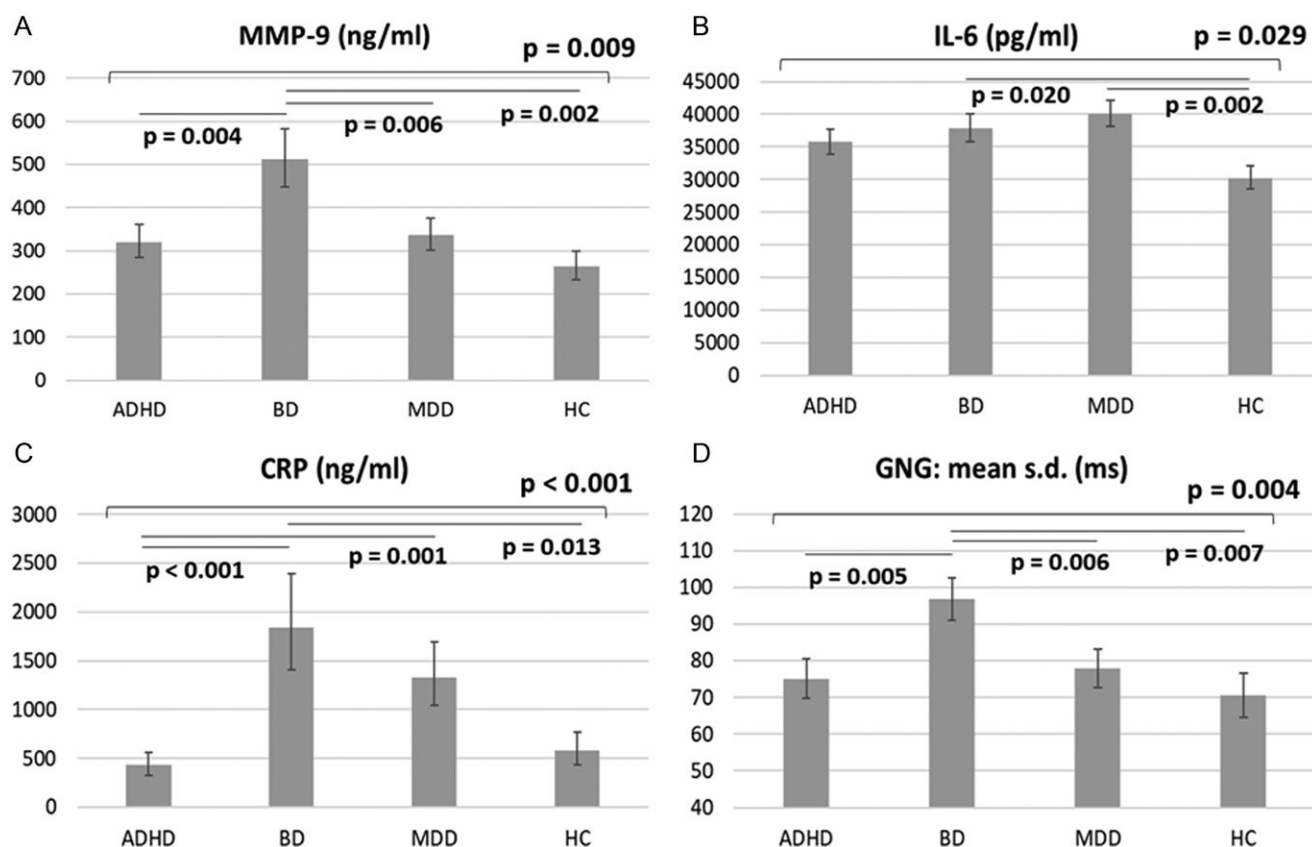 A
MMP-9 (ng/ml)
p = 0.009
700
600
500
400
300
200
100
0
p = 0.004
p = 0.006
p = 0.002
ADHD BD MDD HC
B
IL-6 (pg/ml)
p = 0.029
45000
40000
35000
30000
25000
20000
15000
10000
5000
0
p = 0.020
p = 0.002
ADHD BD MDD HC
C
CRP (ng/ml)
p < 0.001
3000
2500
2000
1500
1000
500
0
p < 0.001
p = 0.001
p = 0.013
ADHD BD MDD HC
D
GNG: mean s.d. (ms)
p = 0.004
120
110
100
90
80
70
60
50
40
p = 0.005
p = 0.006
p = 0.007
ADHD BD MDD HC